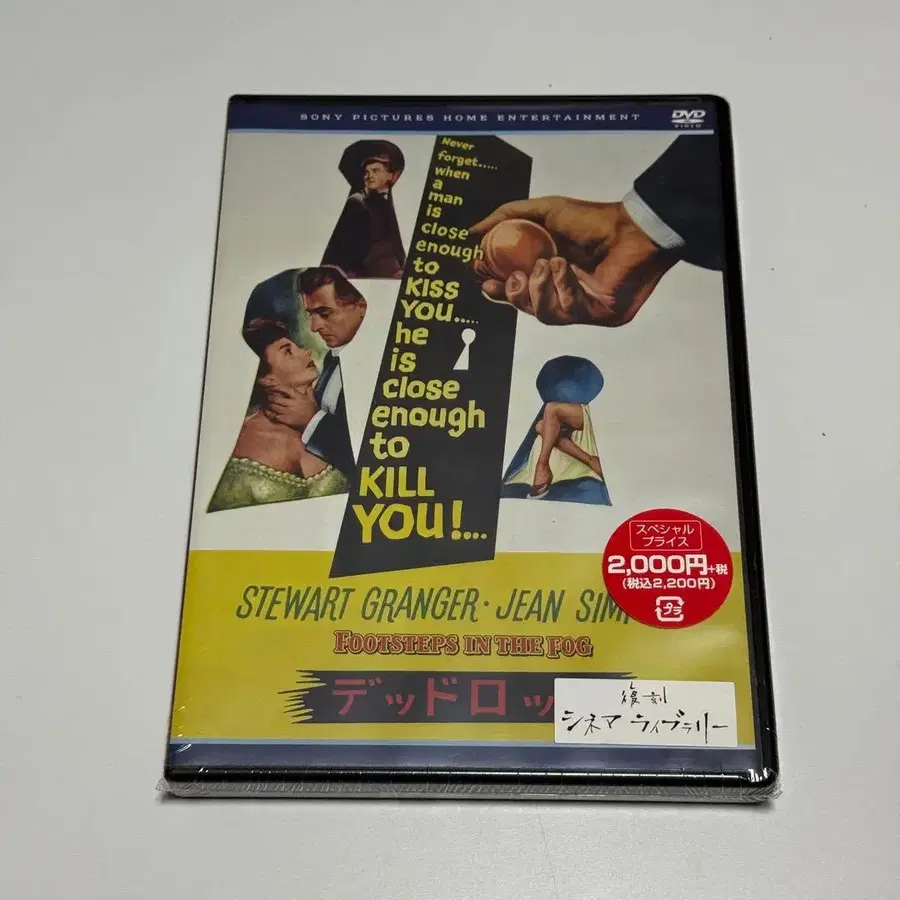 SONY PICTURES HOME ENTERTAINMENT
DVD
VIDEO
Never
forget.....
when
a
man
is
close
enough
to
KISS
YOU.....
he
is
close
enough
to
KILL
YOU!....
スペシャル
プライス
2,000円+税
(税込2,200円)
プラ
STEWART GRANGER · JEAN
FOOTSTEPS IN THE FOG
デッドロッ
復刻
シネマ ライブラリー